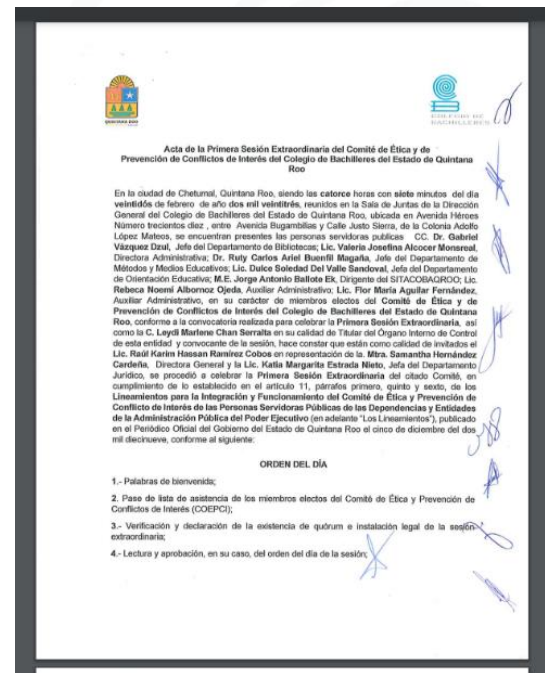 QUINTANA ROO
COLEGIO DE
BACHILLERES
Acta de la Primera Sesión Extraordinaria del Comité de Ética y de
Prevención de Conflictos de Interés del Colegio de Bachilleres del Estado de Quintana
Roo
En la ciudad de Chetumal, Quintana Roo, siendo las catorce horas con siete minutos del día
veintidós de febrero de año dos mil veintitrés, reunidos en la Sala de Juntas de la Dirección
General del Colegio de Bachilleres del Estado de Quintana Roo, ubicada en Avenida Héroes
Número trecientos diez , entre Avenida Bugambilias y Calle Justo Sierra, de la Colonia Adolfo
López Mateos, se encuentran presentes las personas servidoras publicas CC. Dr. Gabriel
Vázquez Dzul, Jefe del Departamento de Bibliotecas; Lic. Valeria Josefina Alcocer Monsreal,
Directora Administrativa; Dr. Ruty Carlos Ariel Buenfil Magaña, Jefe del Departamento de
Métodos y Medios Educativos; Lic. Dulce Soledad Del Valle Sandoval, Jefa del Departamento
de Orientación Educativa; M.E. Jorge Antonio Ballote Ek, Dirigente del SITACOBAQROO; Lic.
Rebeca Noemí Albornoz Ojeda, Auxiliar Administrativo; Lic. Flor María Aguilar Fernández,
Auxiliar Administrativo, en su carácter de miembros electos del Comité de Ética y de
Prevención de Conflictos de Interés del Colegio de Bachilleres del Estado de Quintana
Roo, conforme a la convocatoria realizada para celebrar la Primera Sesión Extraordinaria, así
como la C. Leydi Marlene Chan Serralta en su calidad de Titular del Órgano Interno de Control
de esta entidad y convocante de la sesión, hace constar que están como calidad de invitados el
Lic. Raúl Karim Hassan Ramírez Cobos en representación de la. Mtra. Samantha Hernández
Cardeña, Directora General y la Lic. Katia Margarita Estrada Nieto, Jefa del Departamento
Jurídico, se procedió a celebrar la Primera Sesión Extraordinaria del citado Comité, en
cumplimiento de lo establecido en el artículo 11, párrafos primero, quinto y sexto, de los
Lineamientos para la Integración y Funcionamiento del Comité de Ética y Prevención de
Conflicto de Interés de las Personas Servidoras Públicas de las Dependencias y Entidades
de la Administración Pública del Poder Ejecutivo (en adelante "Los Lineamientos"), publicado
en el Periódico Oficial del Gobierno del Estado de Quintana Roo el cinco de diciembre del dos
mil diecinueve, conforme al siguiente:
ORDEN DEL DÍA
1.- Palabras de bienvenida;
2. Pase de lista de asistencia de los miembros electos del Comité de Ética y Prevención de
Conflictos de Interés (COEPCI);
3.- Verificación y declaración de la existencia de quórum e instalación legal de la sesión
extraordinaria;
4.- Lectura y aprobación, en su caso, del orden del día de la sesión;